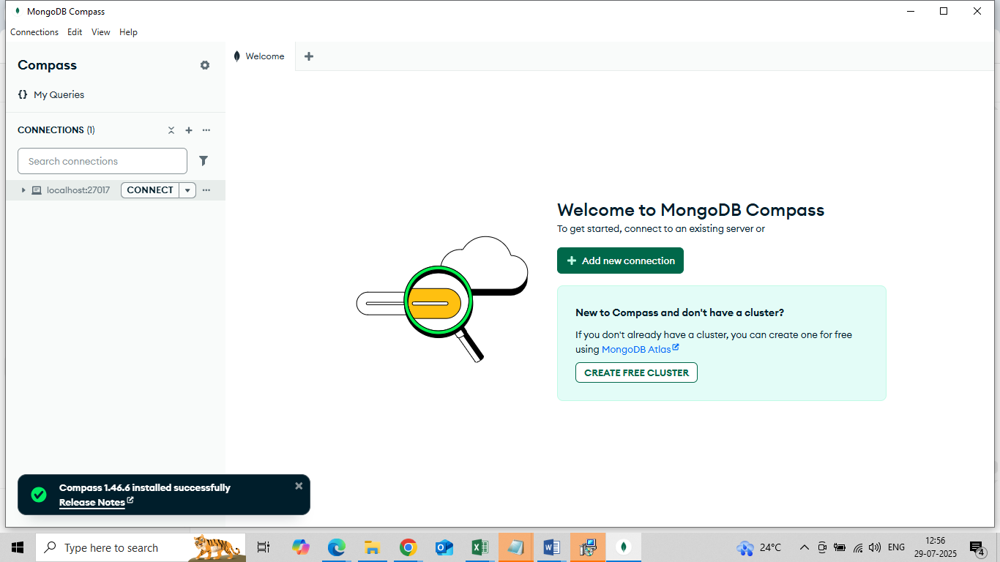 MongoDB Compass
Connections Edit View Help
Compass
{} My Queries
CONNECTIONS (1)
Search connections
localhost:27017 CONNECT
Welcome
Welcome to MongoDB Compass
To get started, connect to an existing server or
Add new connection
New to Compass and don't have a cluster?
If you don't already have a cluster, you can create one for free
using MongoDB Atlas
CREATE FREE CLUSTER
Compass 1.46.6 installed successfully
Release Notes
Type here to search
24°C
ENG
12:56
29-07-2025
4